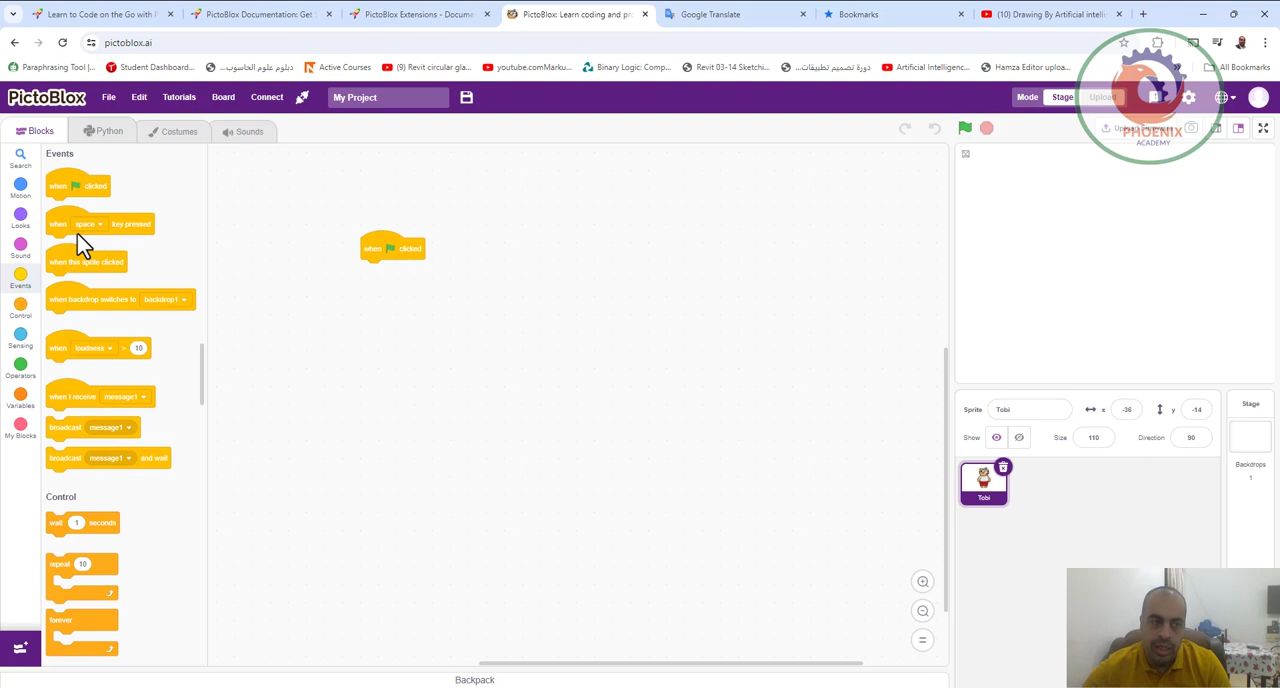 Learn to Code on the Go with P
PictoBlox Documentation: Get S
PictoBlox Extensions - Docume
PictoBlox: Learn coding and pro
Google Translate
Bookmarks
(10) Drawing By Artificial intelli
pictoblox.ai
Paraphrasing Tool |...
Student Dashboard...
دبلوم علوم الحاسوب...
Active Courses
(9) Revit solar glas...
youtube.com/Marku...
Binary Logic: Comp...
Revit 03-14 Sketchi...
دورة تصميم تطبيقات...
Artificial Intelligenc...
Hamza Editor uploa...
All Bookmarks
PictoBlox
File
Edit
Tutorials
Board
Connect
My Project
Mode
Stage
Upload
Blocks
Python
Costumes
Sounds
PHOENIX
ACADEMY
Search
Motion
Looks
Sound
Events
Control
Sensing
Operators
Variables
My Blocks
Events
when clicked
when space key pressed
when this sprite clicked
when backdrop switches to backdrop1
when loudness > 10
when I receive message1
broadcast message1
broadcast message1 and wait
Control
wait 1 seconds
repeat 10
forever
when clicked
Sprite
Tobi
x
-36
y
-14
Show
Size
110
Direction
90
Tobi
Stage
Backdrops
1
Backpack